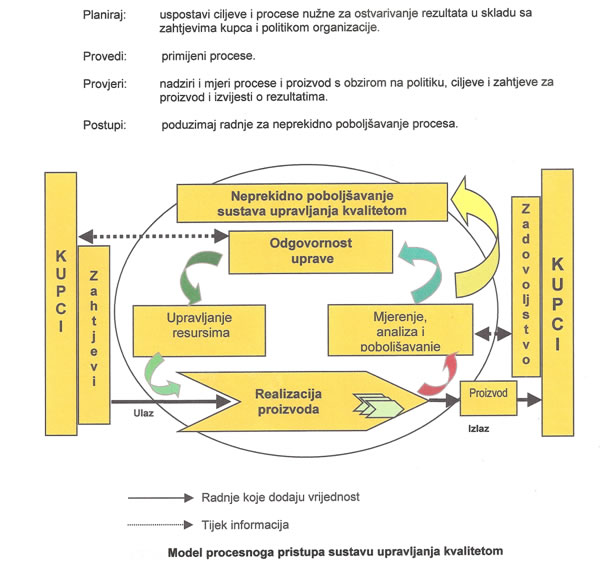 Planiraj: uspostavi ciljeve i procese nužne za ostvarivanje rezultata u skladu sa
zahtjevima kupca i politikom organizacije.
Provedi: primijeni procese.
Provjeri: nadziri i mjeri procese i proizvod s obzirom na politiku, ciljeve i zahtjeve za
proizvod i izvijesti o rezultatima.
Postupi: poduzimaj radnje za neprekidno poboljšavanje procesa.
KUPCI
Zahtjevi
Neprekidno poboljšavanje
sustava upravljanja kvalitetom
Odgovornost
uprave
Upravljanje
resursima
Mjerenje,
analiza i
poboljšavanje
Realizacija
proizvoda
Ulaz
Proizvod
Izlaz
Zadovoljstvo
KUPCI
Radnje koje dodaju vrijednost
Tijek informacija
Model procesnoga pristupa sustavu upravljanja kvalitetom